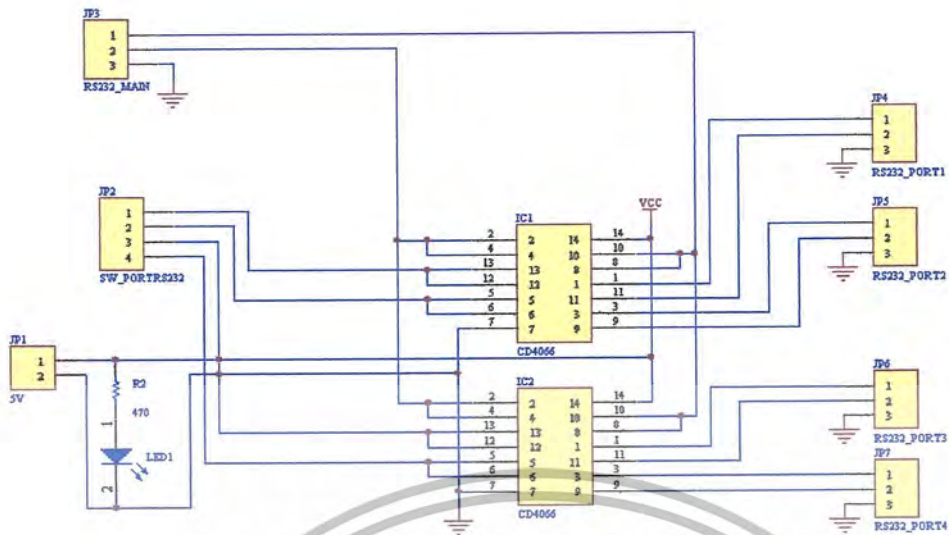 JP3
1
2
3
RS232_MAIN
JP4
1
2
3
RS232_PORT1
JP2
1
2
3
4
SW_PORTRS232
VCC
JP5
1
2
3
RS232_PORT2
IC1
2 2 14 14
4 4 10 10
13 13 8 8
12 12 1 1
5 5 11 11
6 6 3 3
7 7 9 9
CD4066
JP1
1
2
5V
R2
470
1
LED1
2
IC2
2 2 14 14
4 4 10 10
13 13 8 8
12 12 1 1
5 5 11 11
6 6 3 3
7 7 9 9
CD4066
JP6
1
2
3
RS232_PORT3
JP7
1
2
3
RS232_PORT4